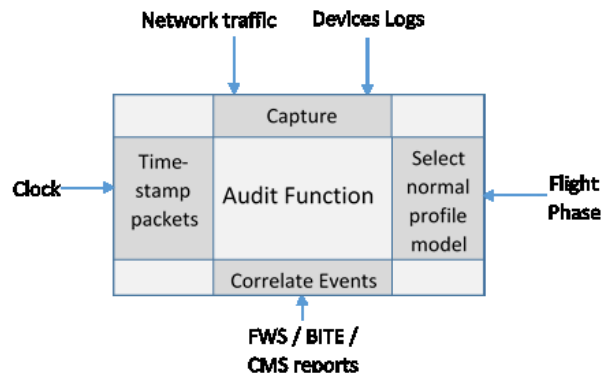 Network traffic
Devices Logs
Capture
Time-
stamp
packets
Audit Function
Select
normal
profile
model
Clock
Flight
Phase
Correlate Events
FWS / BITE /
CMS reports